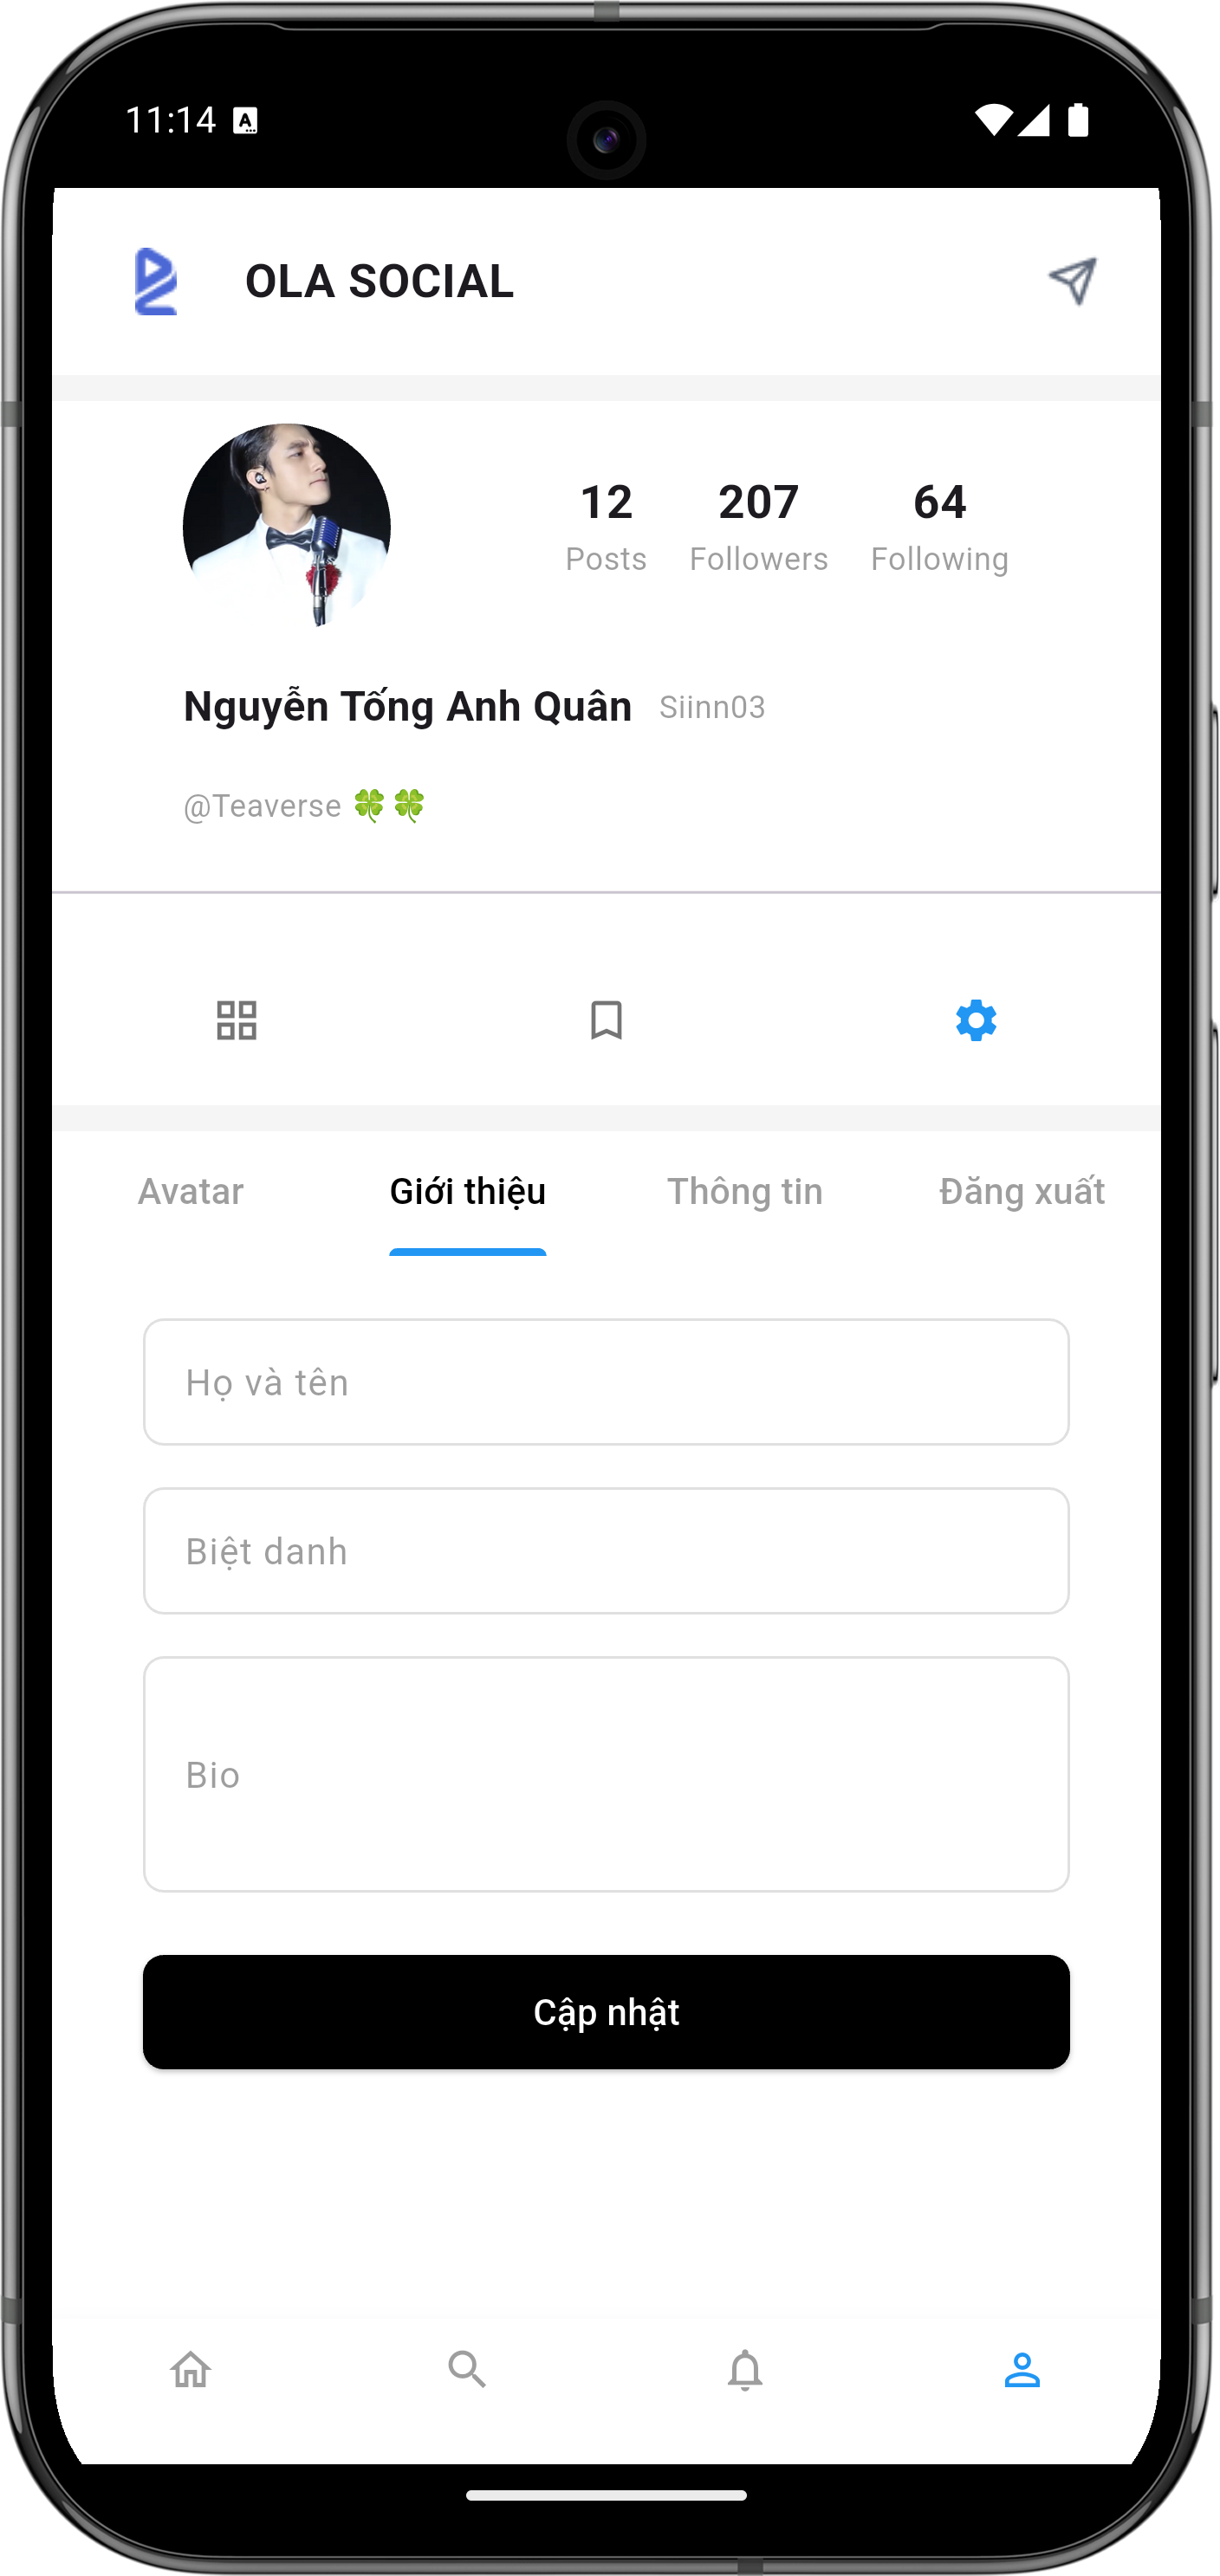 11:14 A
OLA SOCIAL
12 207 64
Posts Followers Following
Nguyễn Tống Anh Quân Siinn03
@Teaverse 🍀🍀
Avatar Giới thiệu Thông tin Đăng xuất
Họ và tên
Biệt danh
Bio
Cập nhật